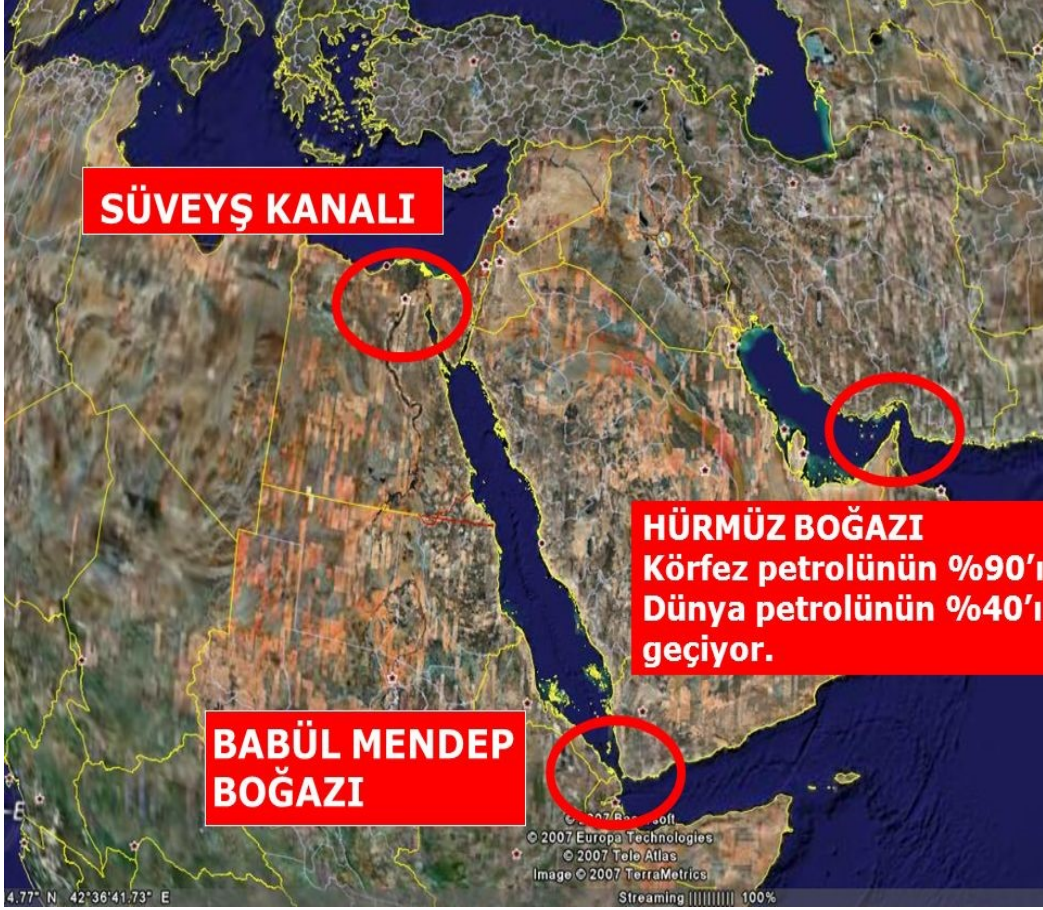 SÜVEYŞ KANALI
HÜRMÜZ BOĞAZI
Körfez petrolünün %90'ı
Dünya petrolünün %40'ı
geçiyor.
BABÜL MENDEP
BOĞAZI
© 2007
© 2007 Europa Technologies
© 2007 Tele Atlas
Image © 2007 TerraMetrics
4.77" N 42°36'41.73" E
Streaming |||||||||| 100%